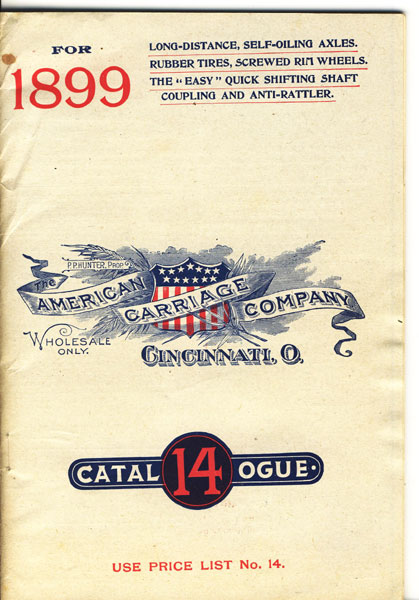 FOR
1899
LONG-DISTANCE, SELF-OILING AXLES.
RUBBER TIRES, SCREWED RIM WHEELS.
THE "EASY" QUICK SHIFTING SHAFT
COUPLING AND ANTI-RATTLER.
P.P. HUNTER, PROP.
The AMERICAN CARRIAGE COMPANY
WHOLESALE
ONLY.
CINCINNATI, O.
CATAL 14 OGUE.
USE PRICE LIST No. 14.